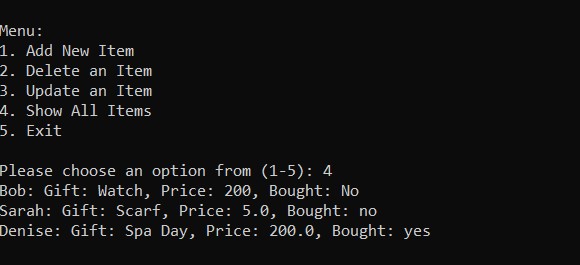 Menu:
1. Add New Item
2. Delete an Item
3. Update an Item
4. Show All Items
5. Exit
Please choose an option from (1-5): 4
Bob: Gift: Watch, Price: 200, Bought: No
Sarah: Gift: Scarf, Price: 5.0, Bought: no
Denise: Gift: Spa Day, Price: 200.0, Bought: yes